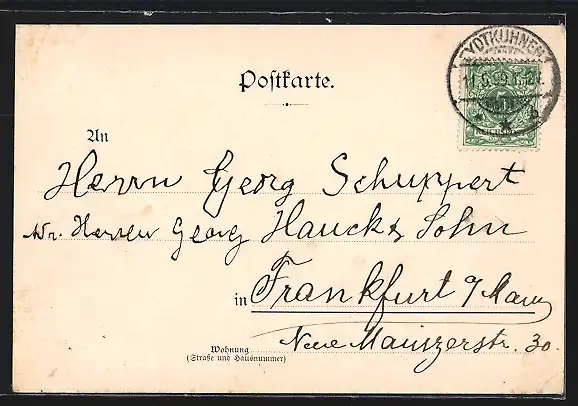 EYDTKUHNEN
Postkarte.
An
Herrn Georg Schuppert
Adr. Herren Georg Hauck & Sohn
in Frankfurt a/Main
Neue Mainzerstr. 30.
Wohnung
(Straße und Hausnummer)